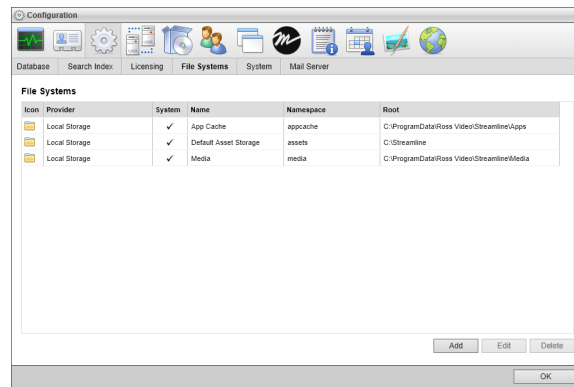 Configuration
Database Search Index Licensing File Systems System Mail Server
File Systems
Icon Provider System Name Namespace Root
Local Storage ✓ App Cache appcache C:\ProgramData\Ross Video\Streamline\Apps
Local Storage ✓ Default Asset Storage assets C:\Streamline
Local Storage ✓ Media media C:\ProgramData\Ross Video\Streamline\Media
Add Edit Delete
OK